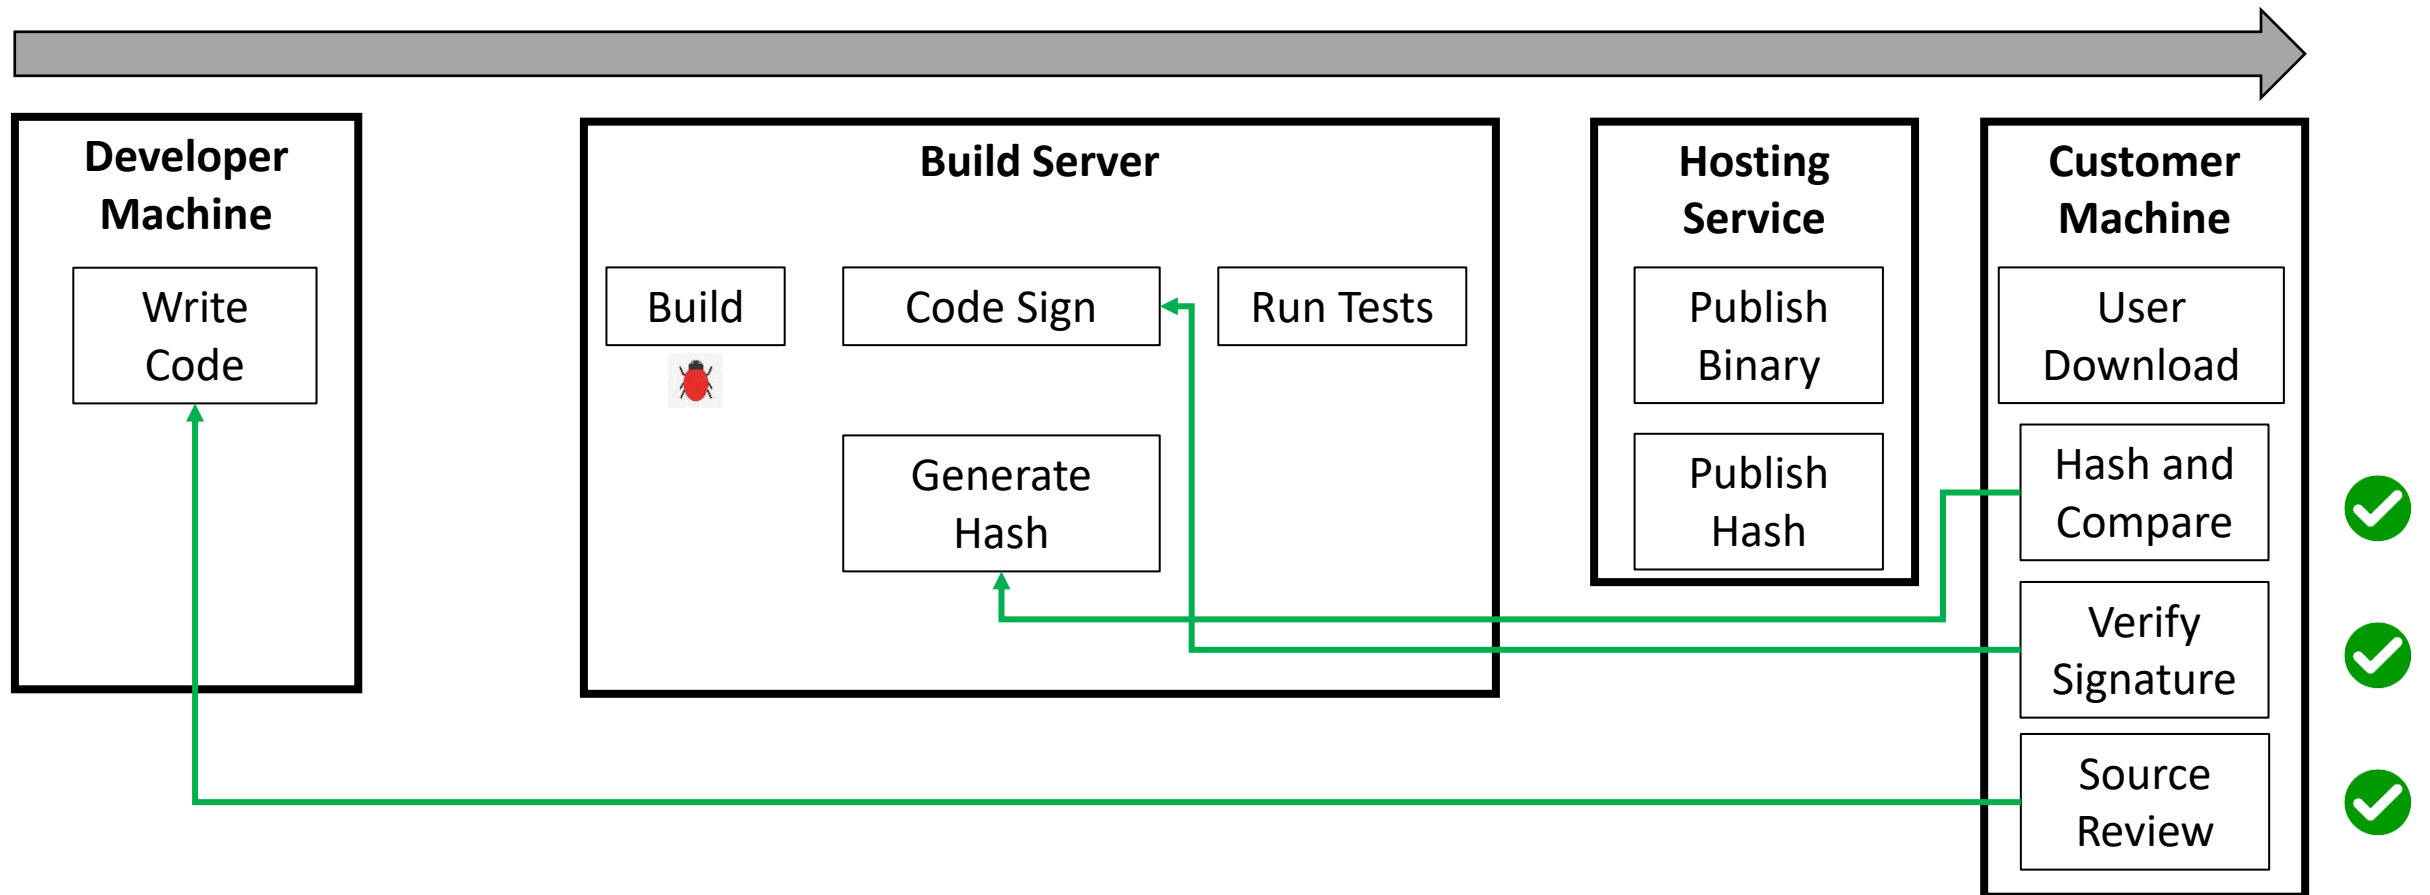 Developer
Machine
Write
Code
Build Server
Build
Code Sign
Run Tests
Generate
Hash
Hosting
Service
Publish
Binary
Publish
Hash
Customer
Machine
User
Download
Hash and
Compare
Verify
Signature
Source
Review